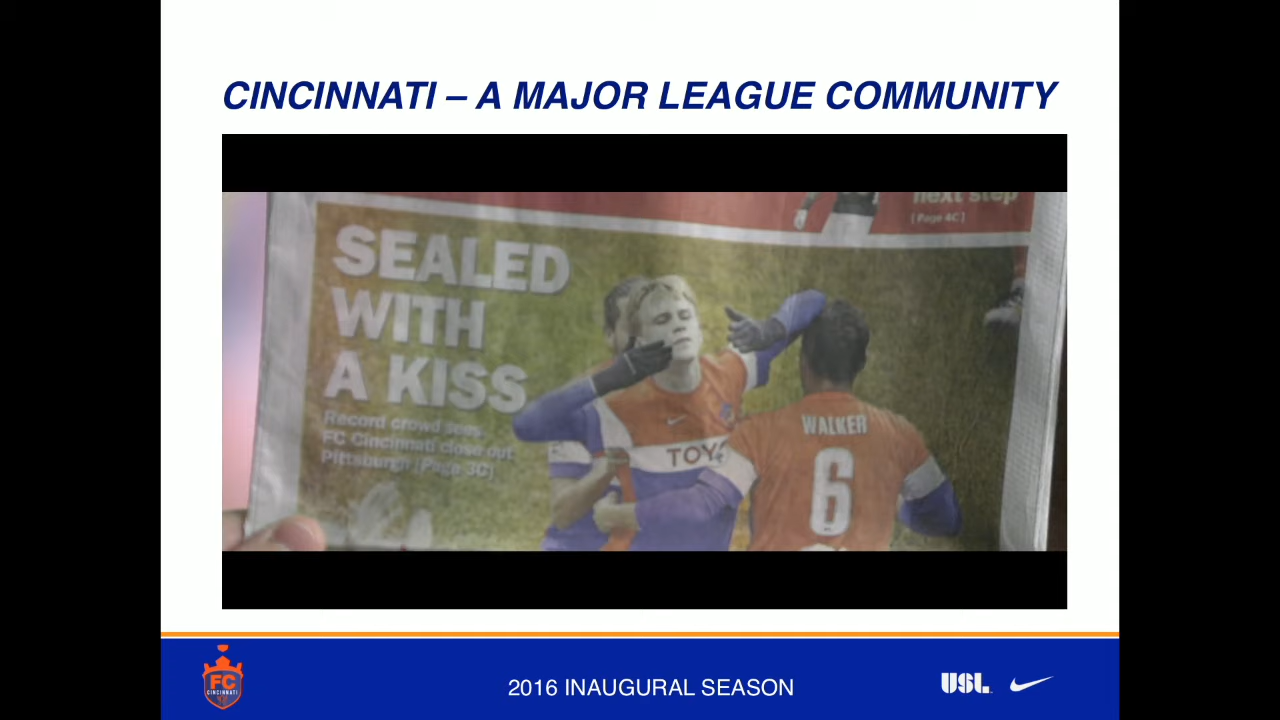 CINCINNATI – A MAJOR LEAGUE COMMUNITY
next step
[Page 4C]
SEALED
WITH
A KISS
Record crowd sees
FC Cincinnati close out
Pittsburgh [Page 3C]
TOYO
WALKER
6
FC
CINCINNATI
2016 INAUGURAL SEASON
USL